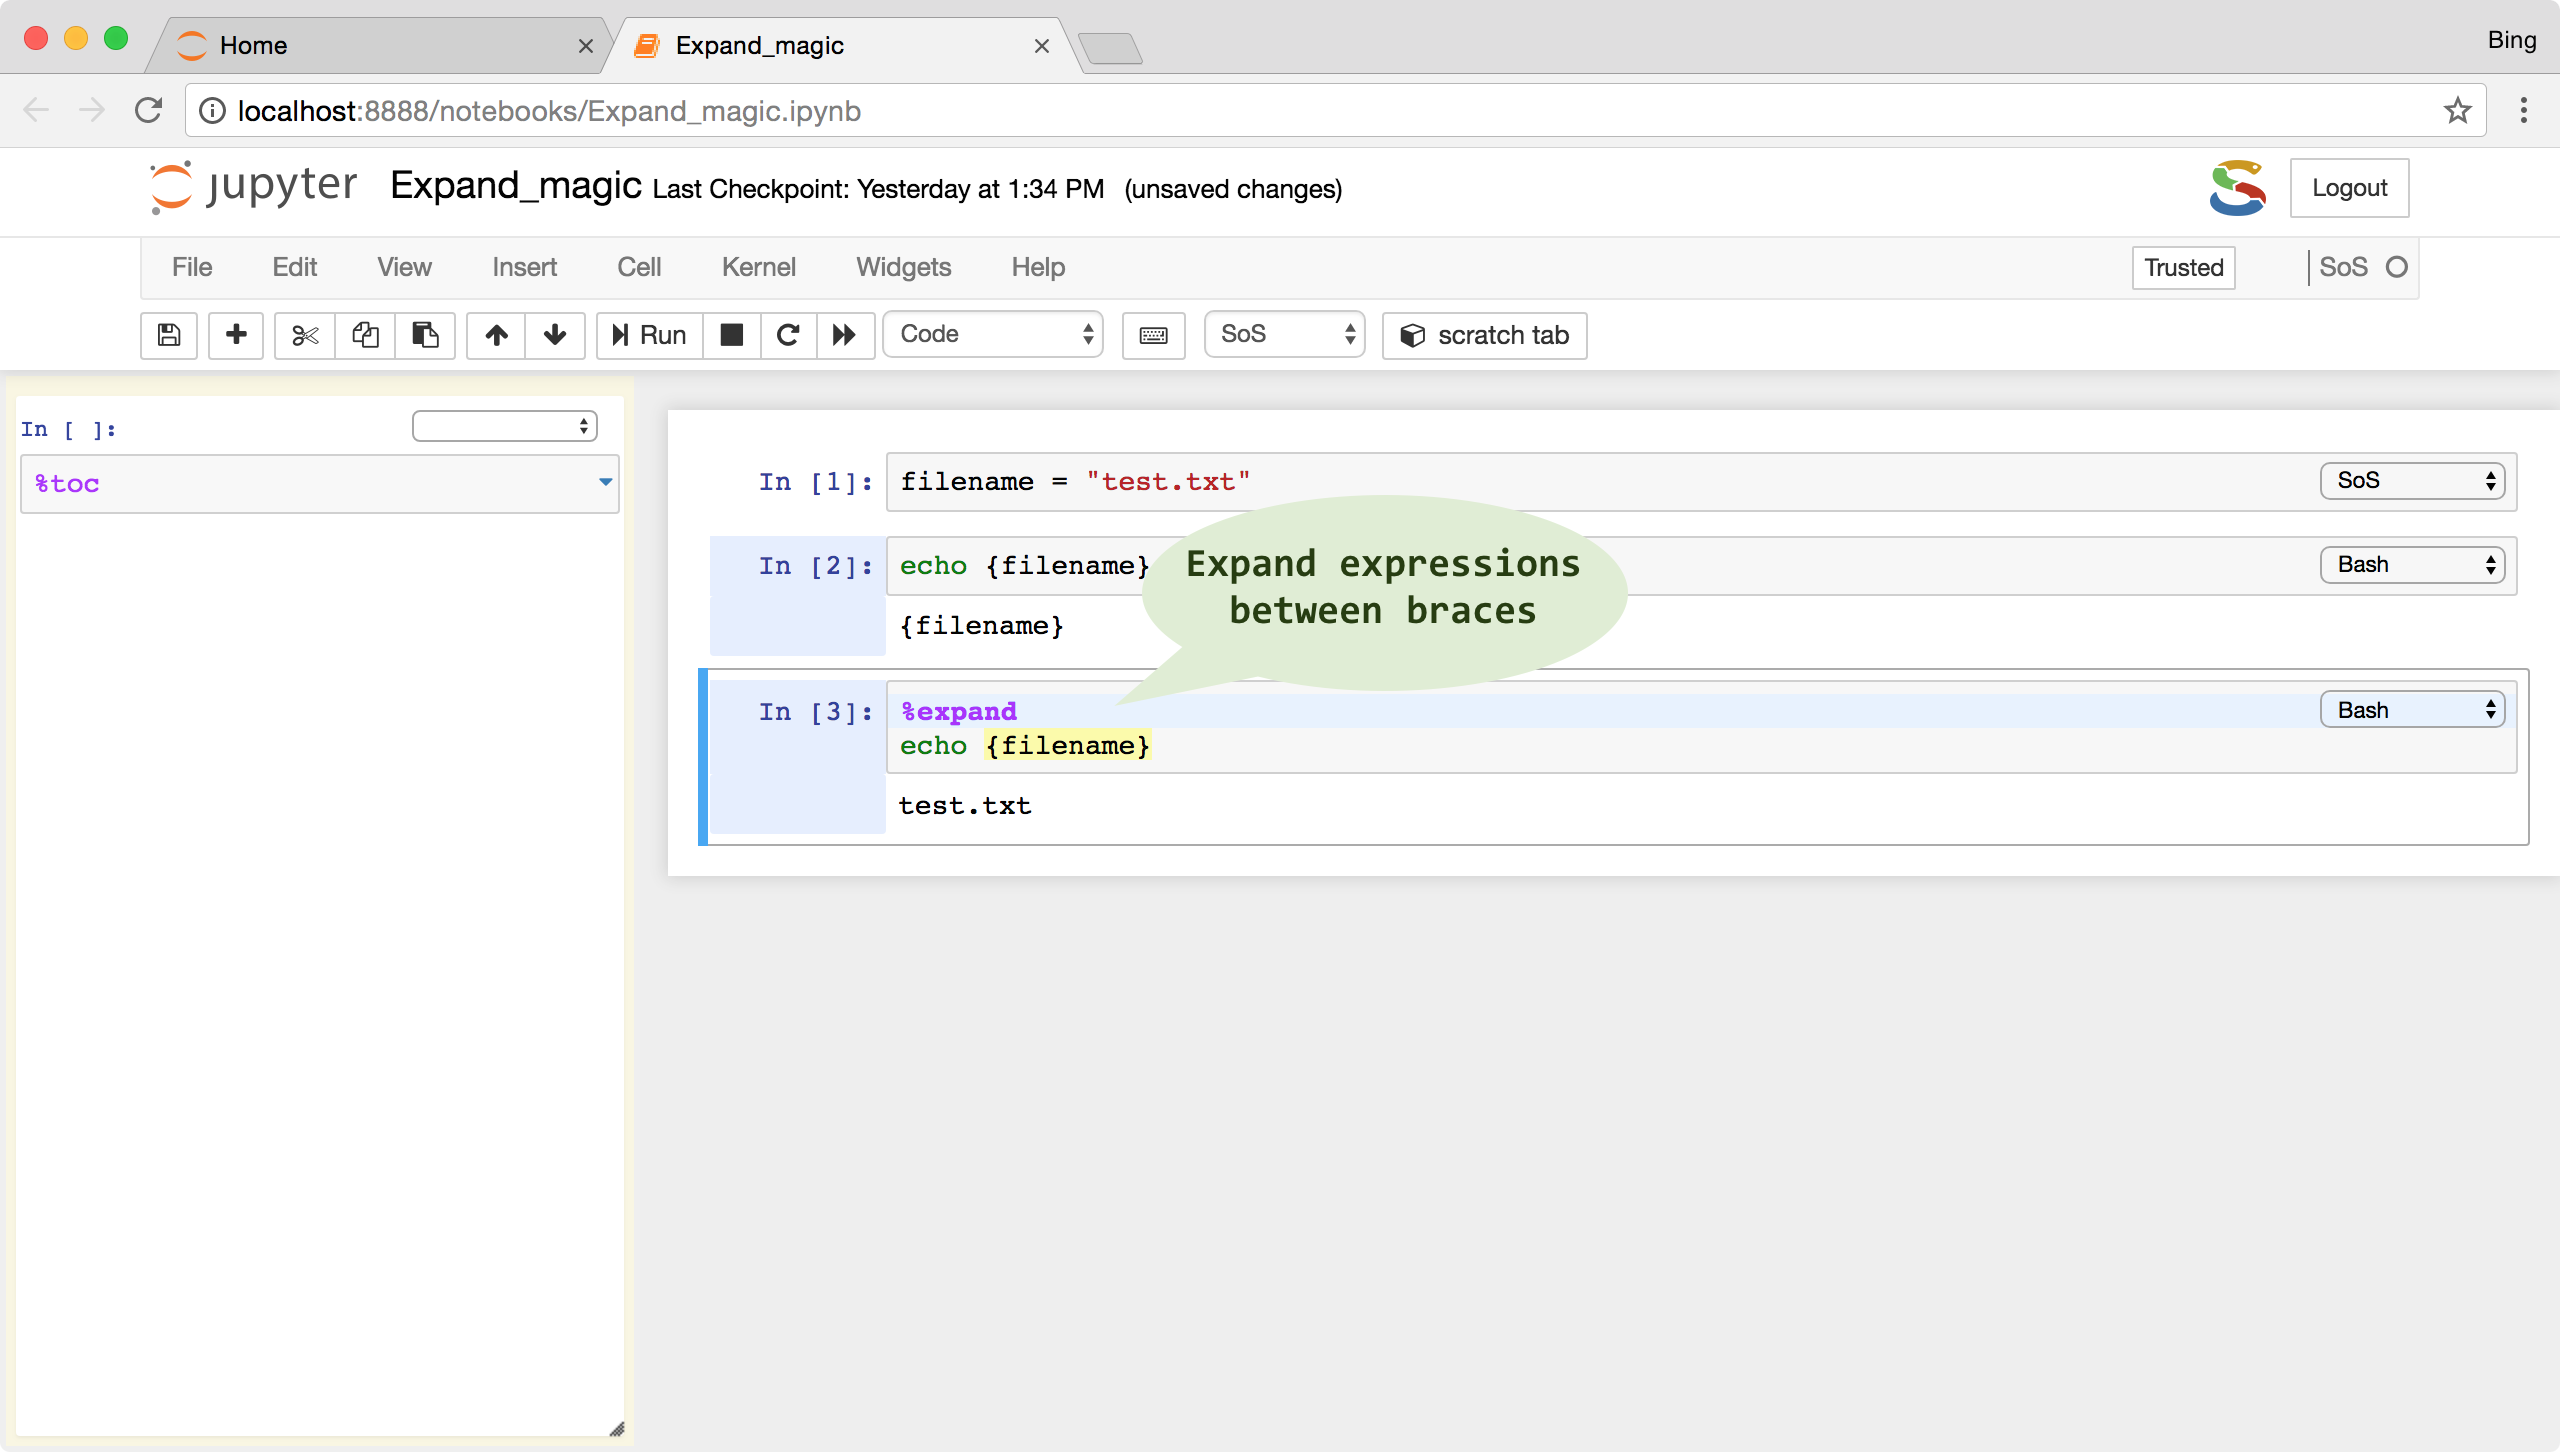 Home
Expand_magic
Bing
localhost:8888/notebooks/Expand_magic.ipynb
jupyter Expand_magic Last Checkpoint: Yesterday at 1:34 PM (unsaved changes)
Logout
File Edit View Insert Cell Kernel Widgets Help
Trusted
SoS
Run
Code
SoS
scratch tab
In [ ]:
%toc
In [1]: filename = "test.txt"
SoS
In [2]: echo {filename}
Bash
{filename}
Expand expressions
between braces
In [3]: %expand
Bash
echo {filename}
test.txt